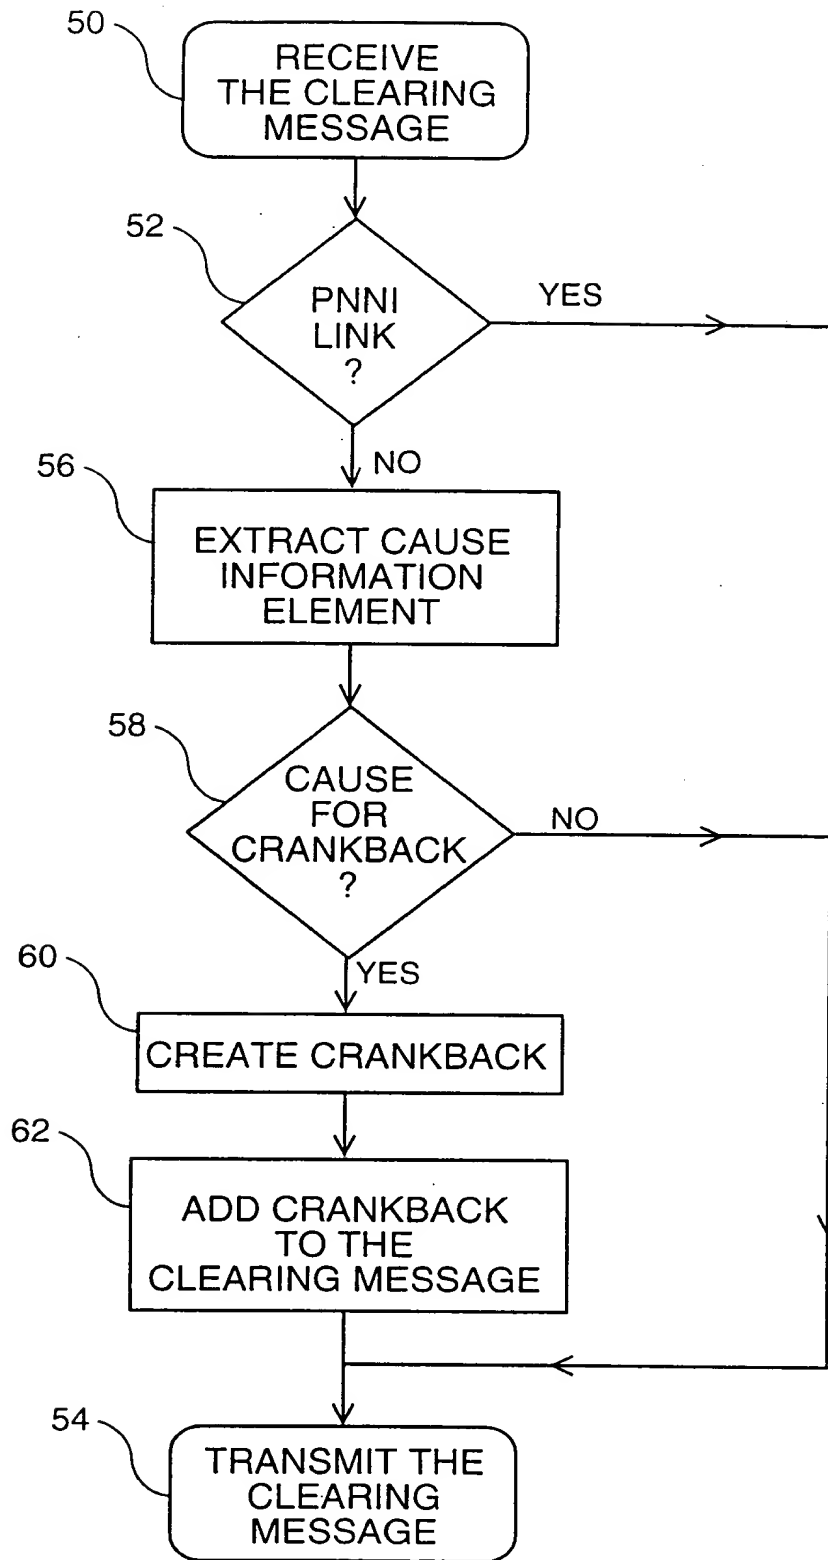 50
RECEIVE
THE CLEARING
MESSAGE
52
PNNI
LINK
?
YES
NO
56
EXTRACT CAUSE
INFORMATION
ELEMENT
58
CAUSE
FOR
CRANKBACK
?
NO
YES
60
CREATE CRANKBACK
62
ADD CRANKBACK
TO THE
CLEARING MESSAGE
54
TRANSMIT THE
CLEARING
MESSAGE